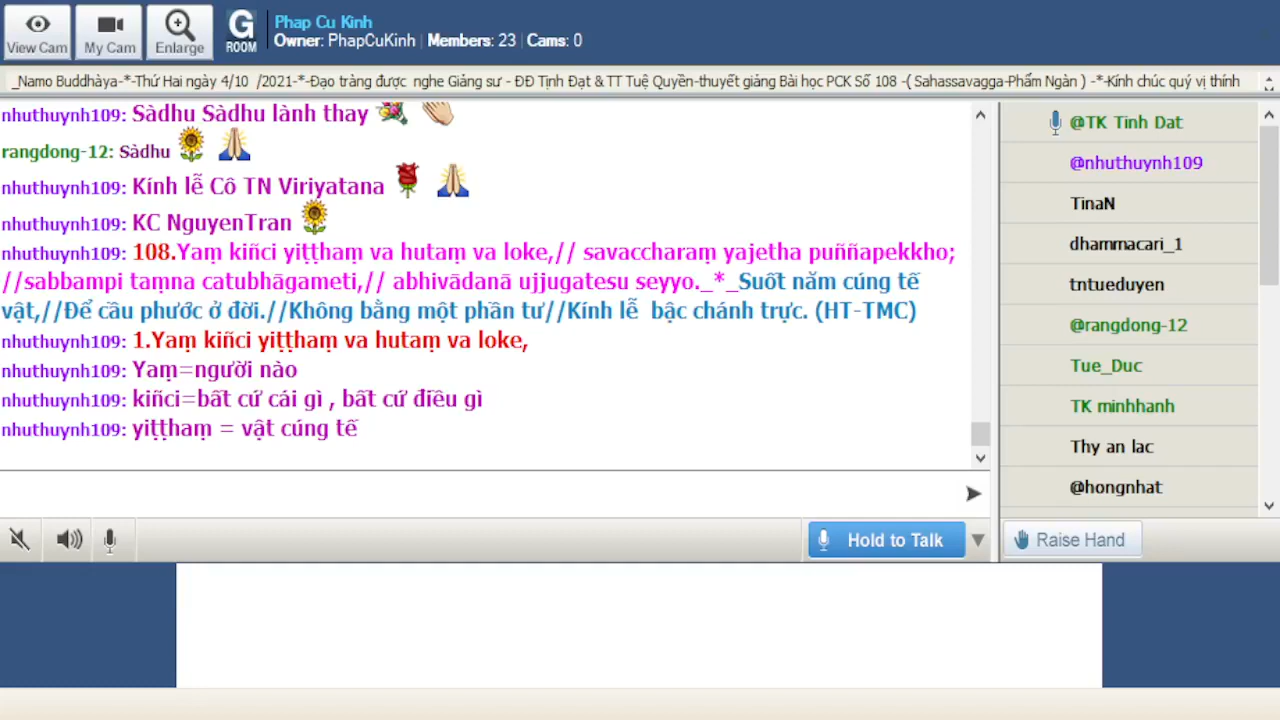 View Cam
My Cam
Enlarge
G
ROOM
Phap Cu Kinh
Owner: PhapCuKinh | Members: 23 | Cams: 0
_Namo Buddhàya-*-Thứ Hai ngày 4/10 /2021-*-Đạo tràng được nghe Giảng sư - ĐĐ Tịnh Đạt & TT Tuệ Quyền-thuyết giảng Bài học PCK Số 108 -( Sahassavagga-Phẩm Ngàn ) -*-Kính chúc quý vị thính
nhuthuynh109: Sàdhu Sàdhu lành thay
rangdong-12: Sàdhu
nhuthuynh109: Kính lễ Cô TN Viriyatana
nhuthuynh109: KC NguyenTran
nhuthuynh109: 108.Yaṃ kiñci yiṭṭhaṃ va hutaṃ va loke,// savaccharaṃ yajetha puññapekkho;
//sabbampi taṃna catubhāgameti,// abhivādanā ujjugatesu seyyo._*_Suốt năm cúng tế
vật,//Để cầu phước ở đời.//Không bằng một phần tư//Kính lễ bậc chánh trực. (HT-TMC)
nhuthuynh109: 1.Yaṃ kiñci yiṭṭhaṃ va hutaṃ va loke,
nhuthuynh109: Yaṃ=người nào
nhuthuynh109: kiñci=bất cứ cái gì , bất cứ điều gì
nhuthuynh109: yiṭṭhaṃ = vật cúng tế
@TK Tinh Dat
@nhuthuynh109
TinaN
dhammacari_1
tntueduyen
@rangdong-12
Tue_Duc
TK minhhanh
Thy an lac
@hongnhat
Hold to Talk
Raise Hand